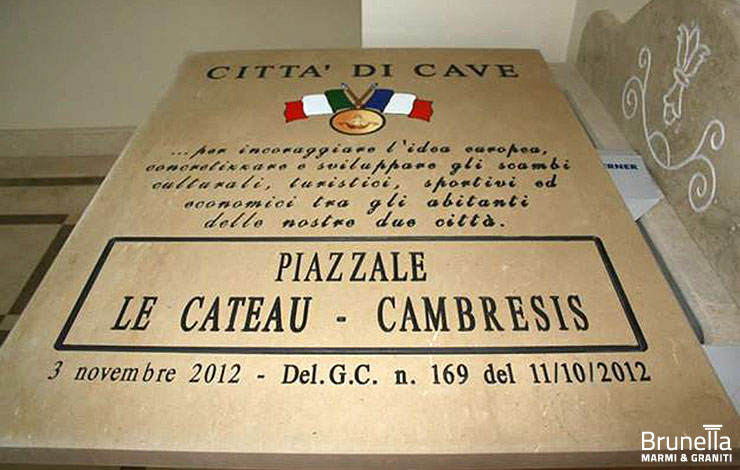 CITTA' DI CAVE
...per incoraggiare l'idea europea,
concretizzare e sviluppare gli scambi
culturali, turistici, sportivi ed
economici tra gli abitanti
delle nostre due città.
PIAZZALE
LE CATEAU - CAMBRESIS
3 novembre 2012 - Del.G.C. n. 169 del 11/10/2012
ERNER
Brunella
MARMI & GRANITI